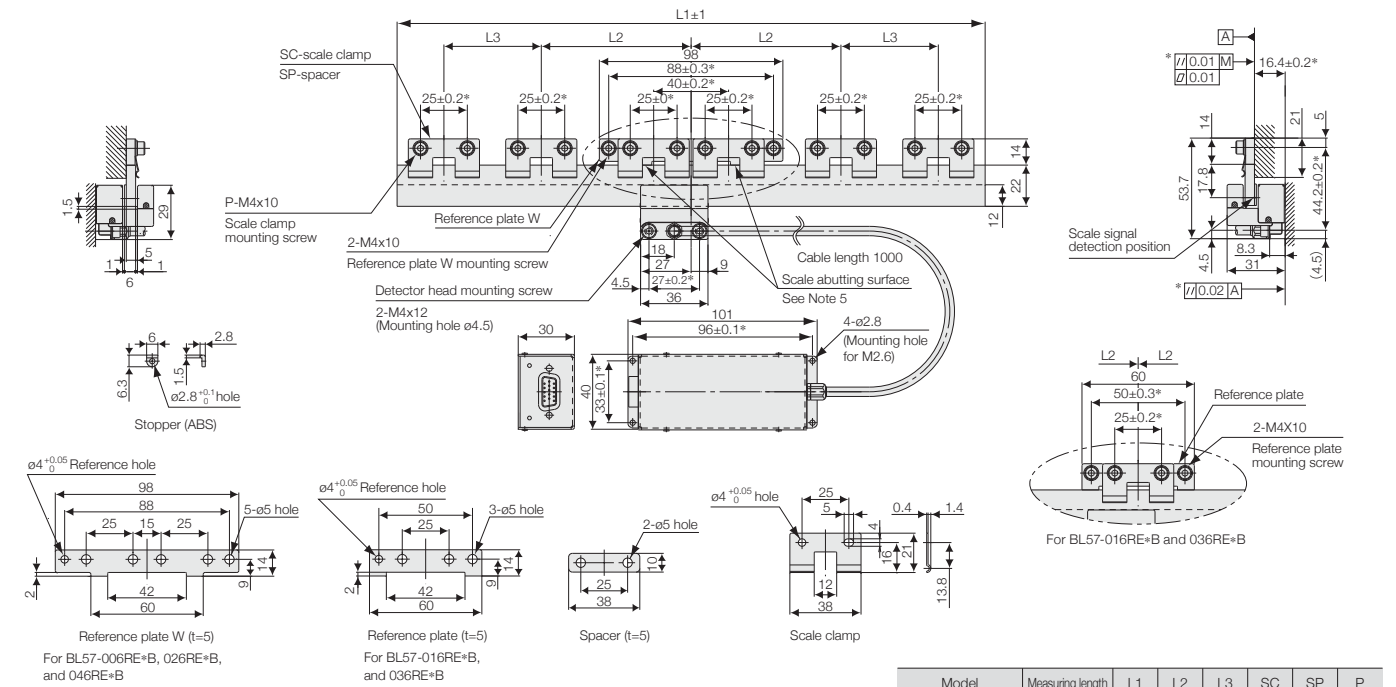 L1±1
L3
L2
L2
L3
98
88±0.3*
40±0.2*
25±0.2*
25±0.2*
25±0*
25±0.2*
25±0.2*
25±0.2*
SC-scale clamp
SP-spacer
14
22
12
P-M4x10
Scale clamp
mounting screw
Reference plate W
2-M4x10
Reference plate W mounting screw
Detector head mounting screw
2-M4x12
(Mounting hole ø4.5)
18
27
9
4.5
27±0.2*
36
Cable length 1000
Scale abutting surface
See Note 5
1.5
29
5
1
1
6
A
* // 0.01 M
⏥ 0.01
16.4±0.2*
14
21
5
53.7
17.8
44.2±0.2*
Scale signal
detection position
8.3
4.5
31
(4.5)
* // 0.02 A
6
2.8
6.3
1.5
ø2.8 +0.1 0 hole
Stopper (ABS)
30
101
96±0.1*
40
33±0.1*
4-ø2.8
(Mounting hole
for M2.6)
L2
L2
60
50±0.3*
25±0.2*
Reference plate
2-M4X10
Reference plate
mounting screw
For BL57-016RE*B and 036RE*B
ø4 +0.05 0 Reference hole
98
88
25
15
25
5-ø5 hole
14
9
2
42
60
Reference plate W (t=5)
For BL57-006RE*B, 026RE*B,
and 046RE*B
ø4 +0.05 0 Reference hole
50
25
3-ø5 hole
14
9
2
42
60
Reference plate (t=5)
For BL57-016RE*B,
and 036RE*B
2-ø5 hole
10
25
38
Spacer (t=5)
ø4 +0.05 0 hole
25
5
4
16
21
12
38
0.4
1.4
13.8
Scale clamp
Model
Measuring length
L1
L2
L3
SC
SP
P